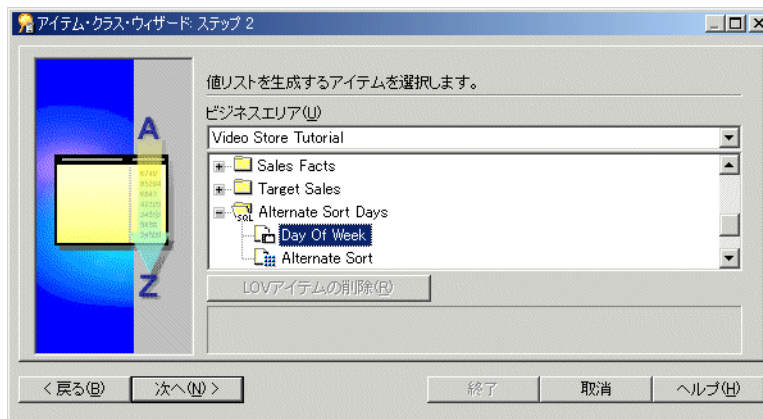 アイテム・クラス・ウィザード: ステップ 2
値リストを生成するアイテムを選択します。
ビジネスエリア(U)
Video Store Tutorial
Sales Facts
Target Sales
Alternate Sort Days
SQL
Day Of Week
Alternate Sort
LOVアイテムの削除(R)
A
Z
< 戻る(B)
次へ(N) >
終了
取消
ヘルプ(H)